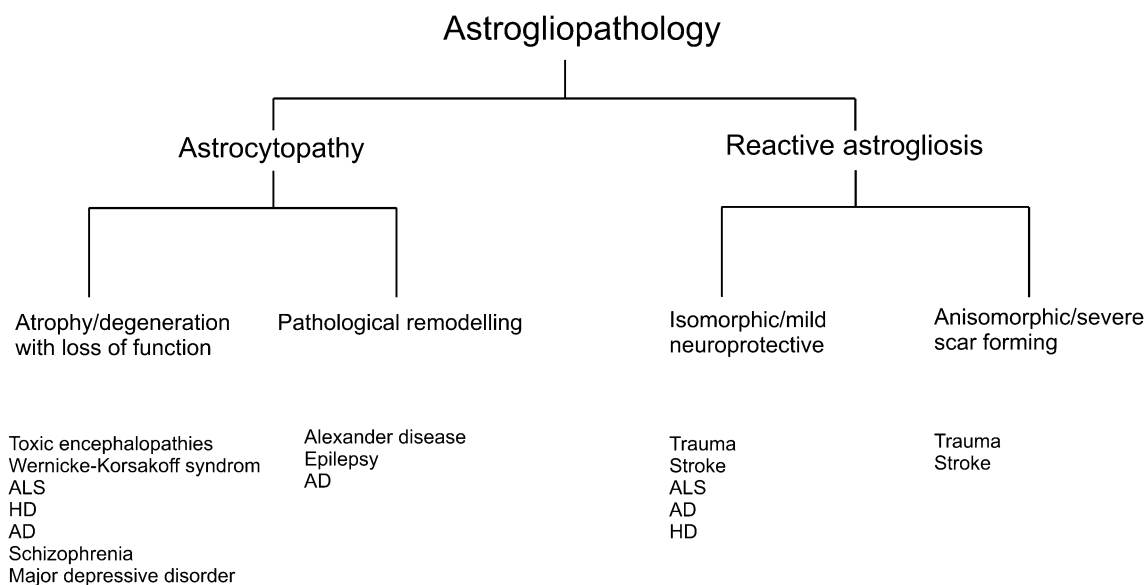 Astrogliopathology
Astrocytopathy
Reactive astrogliosis
Atrophy/degeneration
with loss of function
Pathological remodelling
Isomorphic/mild
neuroprotective
Anisomorphic/severe
scar forming
Toxic encephalopathies
Wernicke-Korsakoff syndrom
ALS
HD
AD
Schizophrenia
Major depressive disorder
Alexander disease
Epilepsy
AD
Trauma
Stroke
ALS
AD
HD
Trauma
Stroke